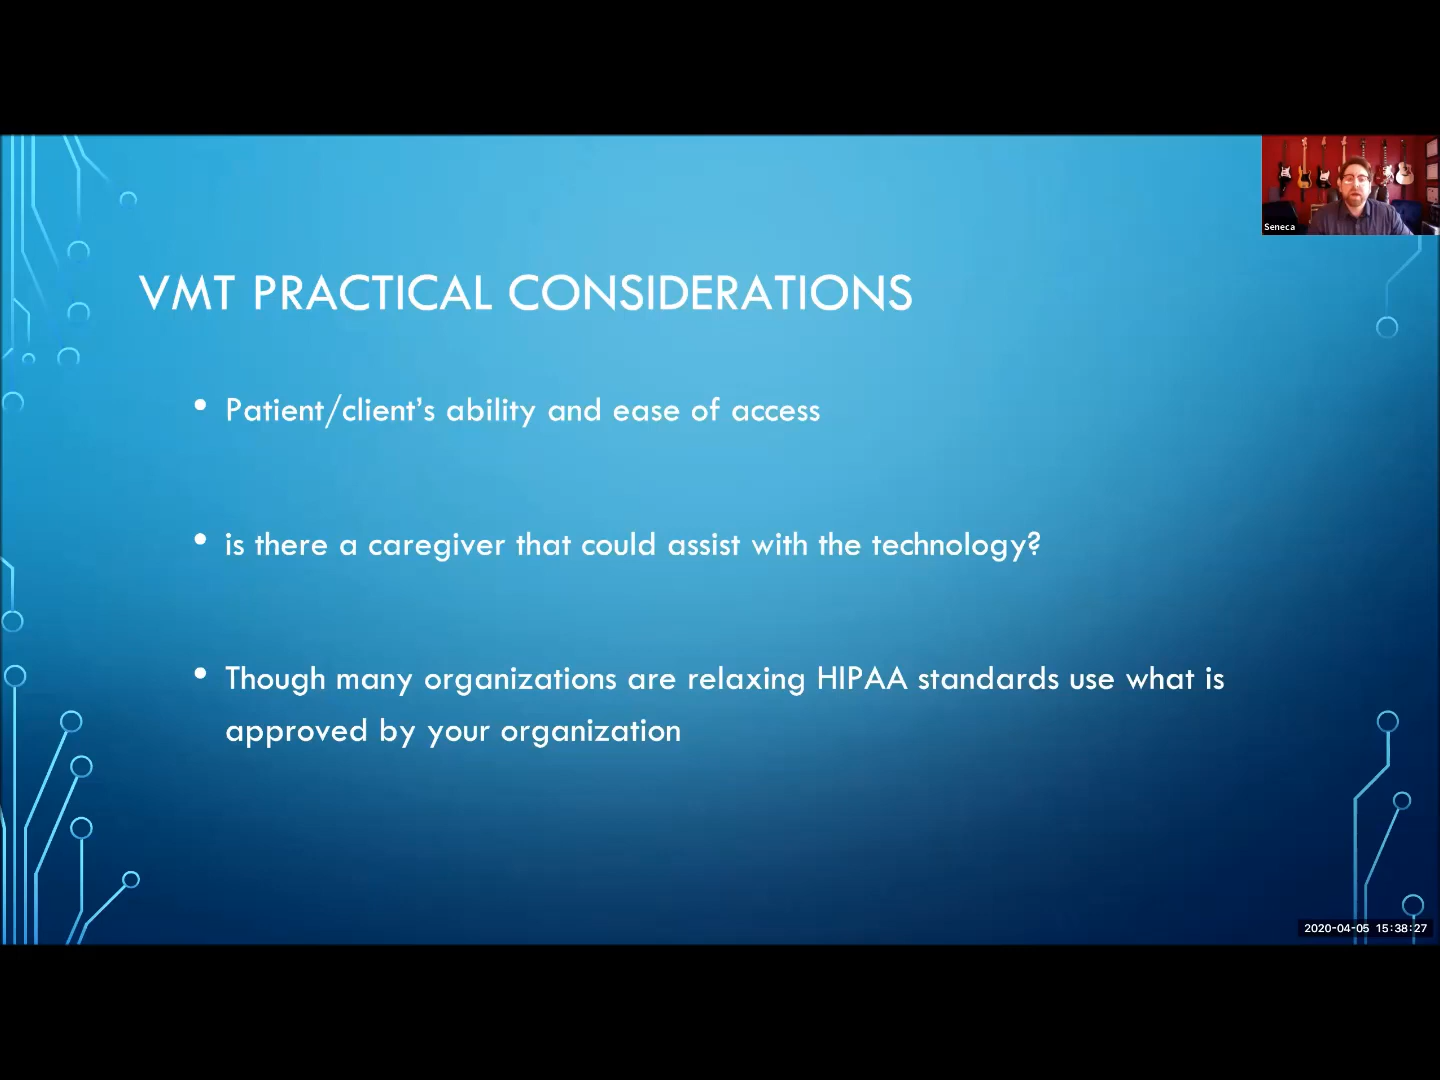 Seneca
VMT PRACTICAL CONSIDERATIONS
• Patient/client’s ability and ease of access
• is there a caregiver that could assist with the technology?
• Though many organizations are relaxing HIPAA standards use what is
approved by your organization
2020-04-05 15:38:27